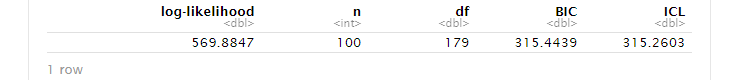 log-likelihood n df BIC ICL
<dbl> <int> <dbl> <dbl> <dbl>
569.8847 100 179 315.4439 315.2603
1 row